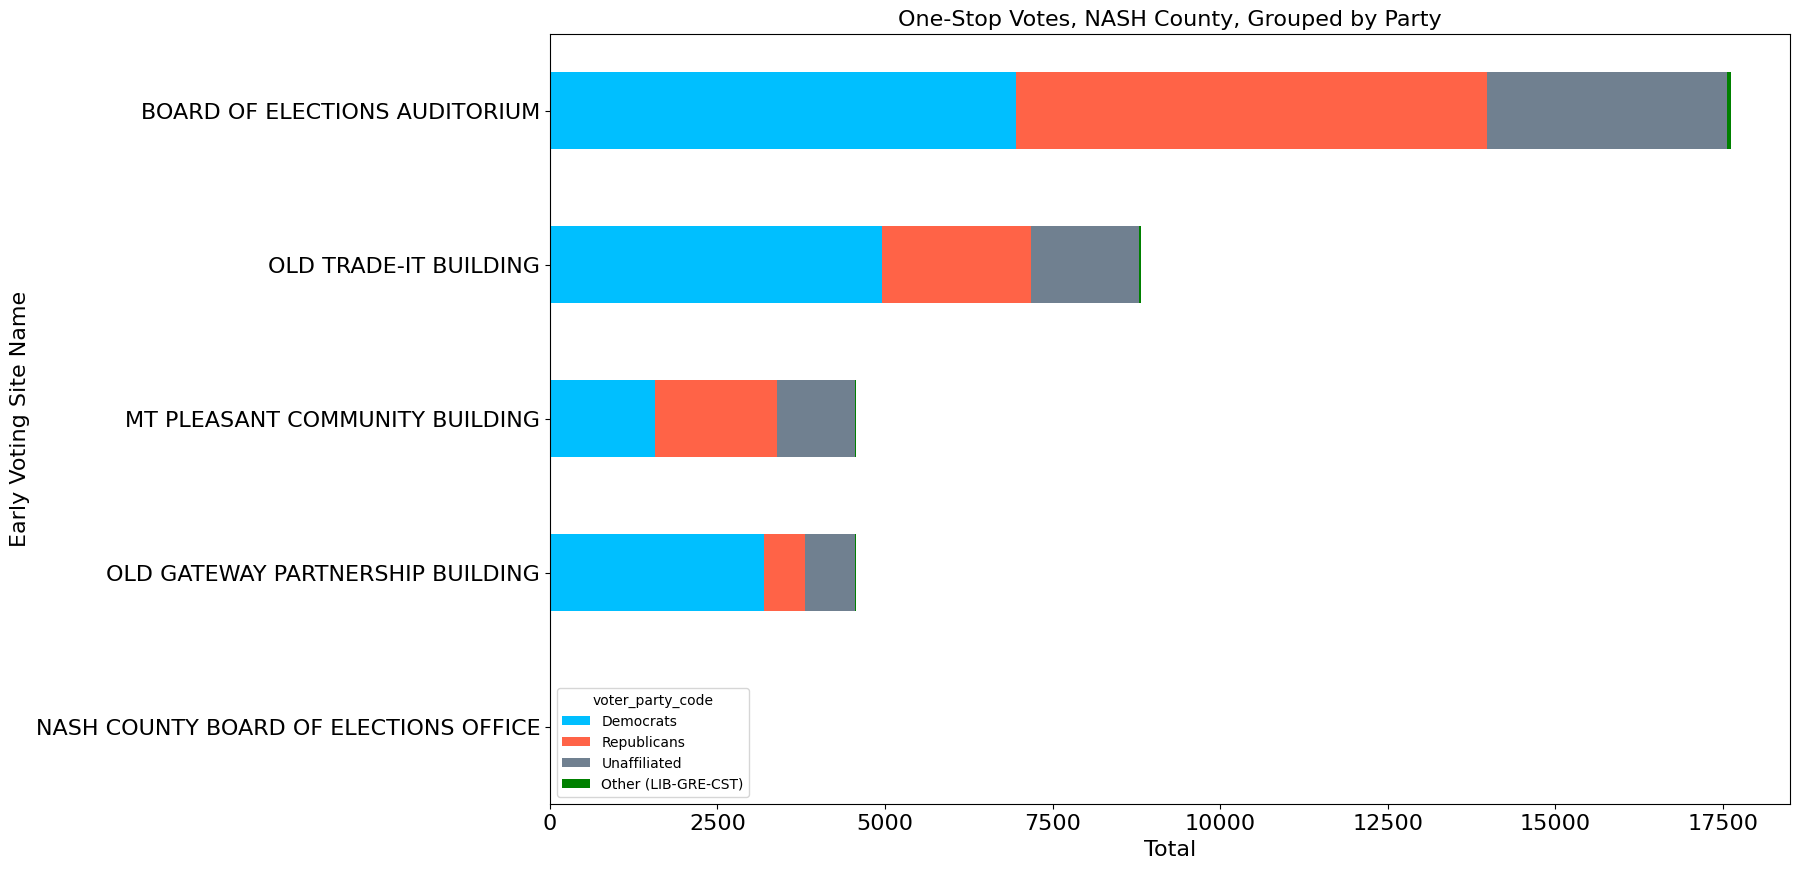 One-Stop Votes, NASH County, Grouped by Party
Early Voting Site Name
BOARD OF ELECTIONS AUDITORIUM
OLD TRADE-IT BUILDING
MT PLEASANT COMMUNITY BUILDING
OLD GATEWAY PARTNERSHIP BUILDING
NASH COUNTY BOARD OF ELECTIONS OFFICE
voter_party_code
Democrats
Republicans
Unaffiliated
Other (LIB-GRE-CST)
0 2500 5000 7500 10000 12500 15000 17500
Total